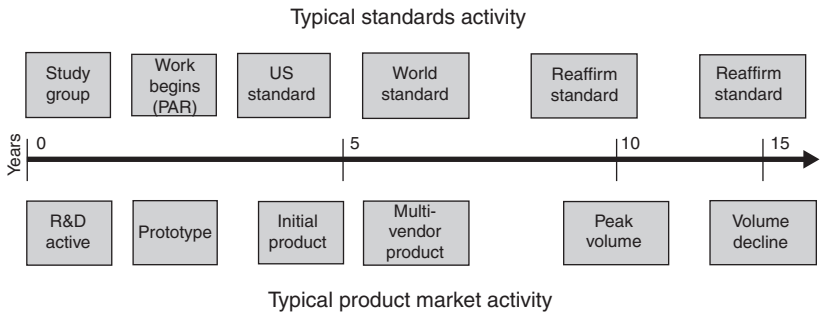 Typical standards activity
Study
group
Work
begins
(PAR)
US
standard
World
standard
Reaffirm
standard
Reaffirm
standard
Years
0
5
10
15
R&D
active
Prototype
Initial
product
Multi-
vendor
product
Peak
volume
Volume
decline
Typical product market activity